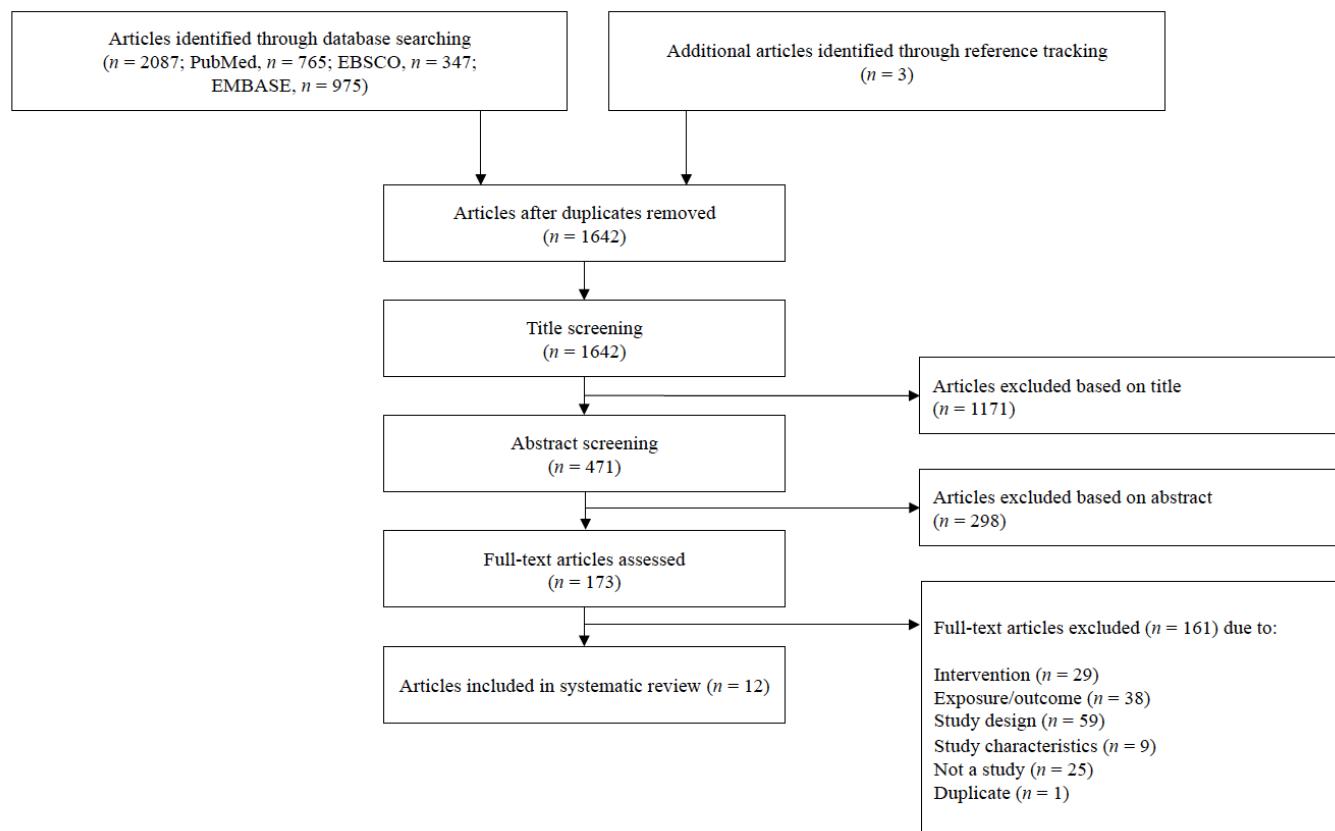 Articles identified through database searching
(n = 2087; PubMed, n = 765; EBSCO, n = 347;
EMBASE, n = 975)
Additional articles identified through reference tracking
(n = 3)
Articles after duplicates removed
(n = 1642)
Title screening
(n = 1642)
Articles excluded based on title
(n = 1171)
Abstract screening
(n = 471)
Articles excluded based on abstract
(n = 298)
Full-text articles assessed
(n = 173)
Full-text articles excluded (n = 161) due to:
Intervention (n = 29)
Exposure/outcome (n = 38)
Study design (n = 59)
Study characteristics (n = 9)
Not a study (n = 25)
Duplicate (n = 1)
Articles included in systematic review (n = 12)